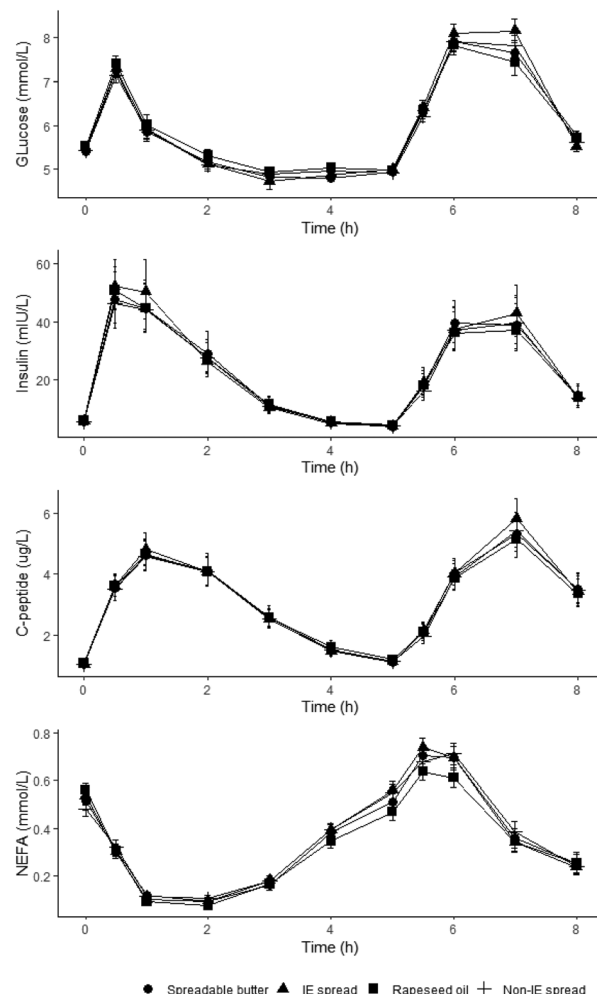 GLucose (mmol/L)
8
7
6
5
0 2 4 6 8
Time (h)
Insulin (mIU/L)
60
40
20
0 2 4 6 8
Time (h)
C-peptide (ug/L)
6
4
2
0 2 4 6 8
Time (h)
NEFA (mmol/L)
0.8
0.6
0.4
0.2
0 2 4 6 8
Time (h)
Spreadable butter IE spread Rapeseed oil Non-IE spread